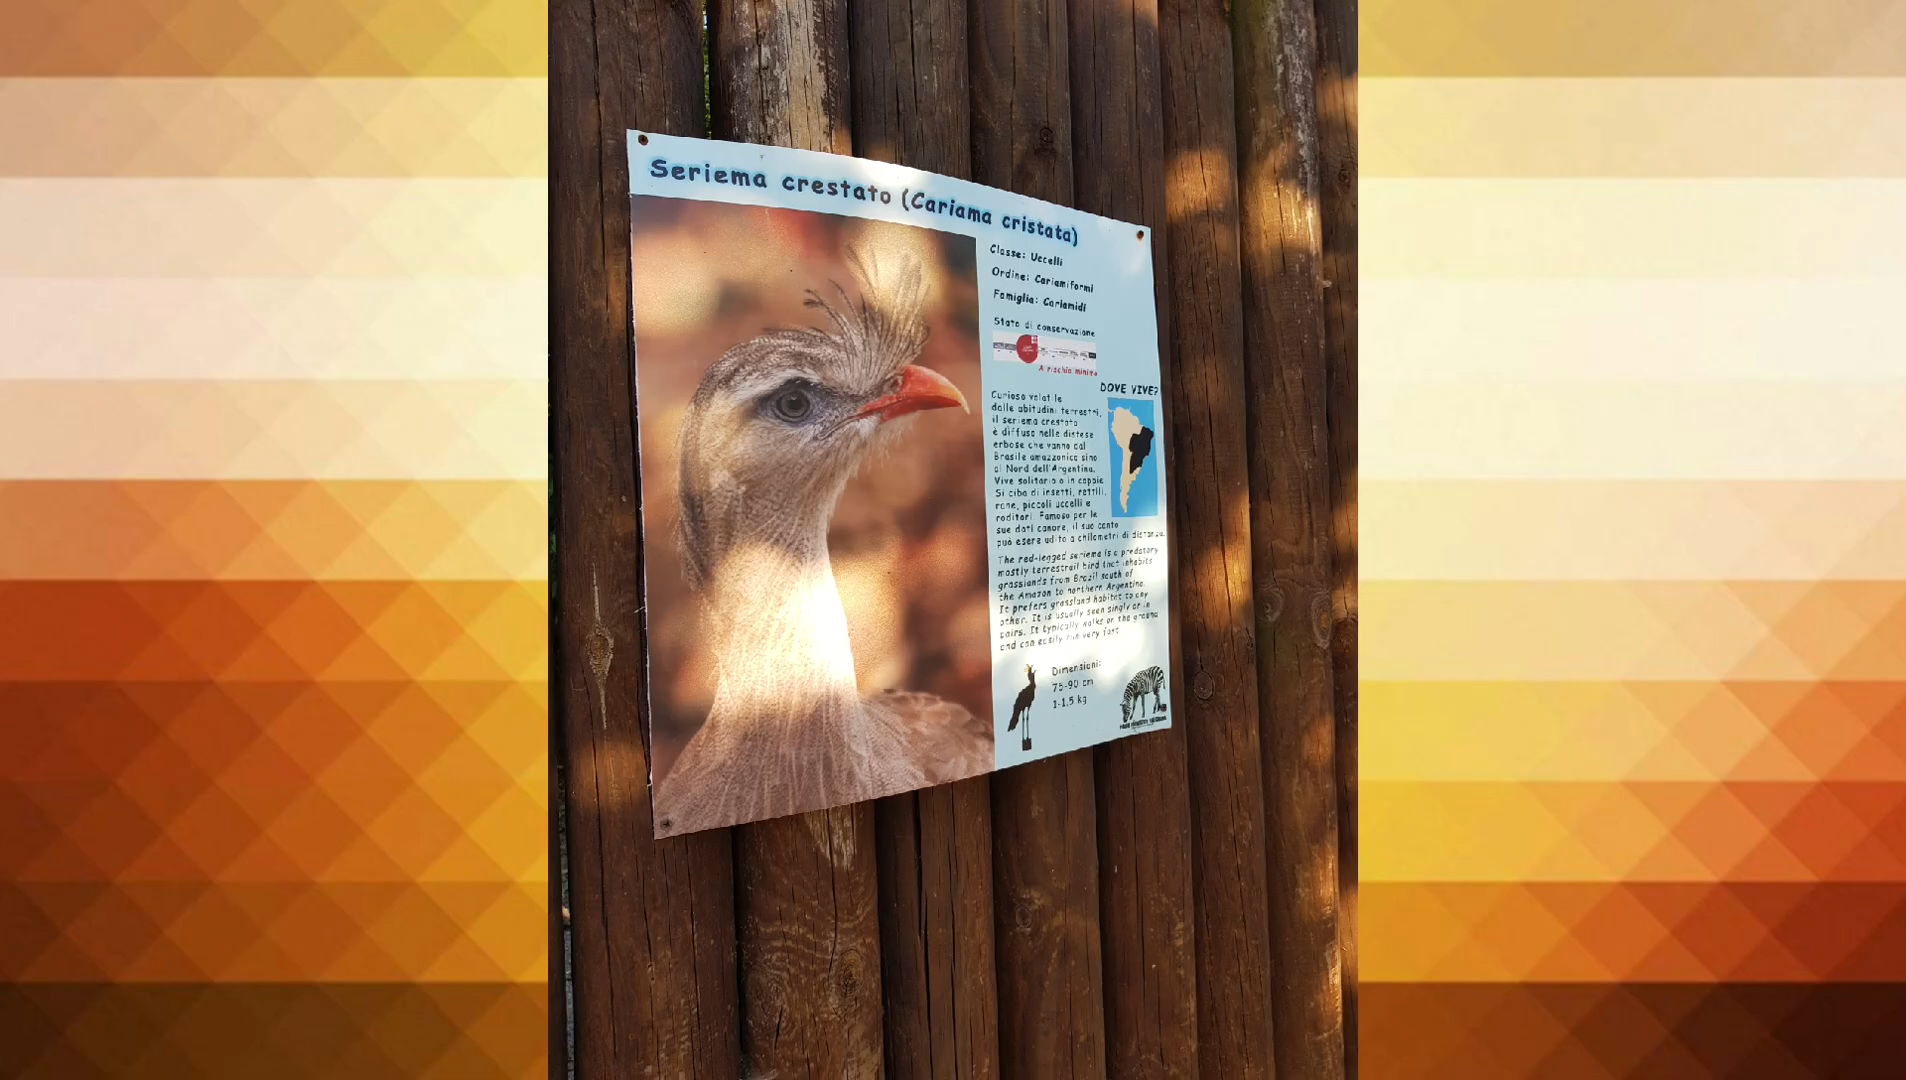 Seriema crestato (Cariama cristata)
Classe: Uccelli
Ordine: Cariamiformi
Famiglia: Cariamidi
Stato di conservazione
A rischio minimo
DOVE VIVE?
Curioso volatile
dalle abitudini terrestri,
il seriema crestato
è diffuso nelle distese
erbose che vanno dal
Brasile amazzonico sino
al Nord dell'Argentina.
Vive solitario o in coppia
Si ciba di insetti, rettili,
rane, piccoli uccelli e
roditori. Famoso per le
sue doti canore, il suo canto
può esere udito a chilometri di distanza.
The red-legged seriema is a predatory
mostly terrestrail bird that inhabits
grasslands from Brazil south of
the Amazon to northern Argentina.
It prefers grassland habitat to any
other. It is usually seen singly or in
pairs. It typically walks on the ground
and can easily run very fast
Dimensioni:
75-90 cm
1-1.5 kg